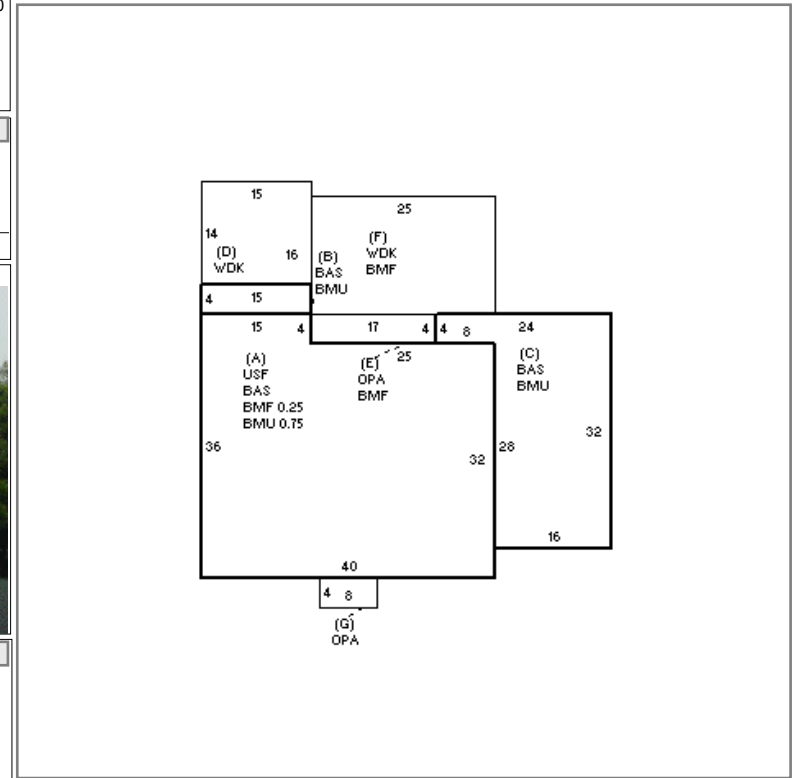 15
25
14
(D)
WDK
16
(B)
BAS
BMU
(F)
WDK
BMF
4
15
15
4
17
4
4
8
24
(A)
USF
BAS
BMF 0.25
BMU 0.75
(E)
OPA
BMF
25
(C)
BAS
BMU
36
32
28
32
16
40
4
8
(G)
OPA